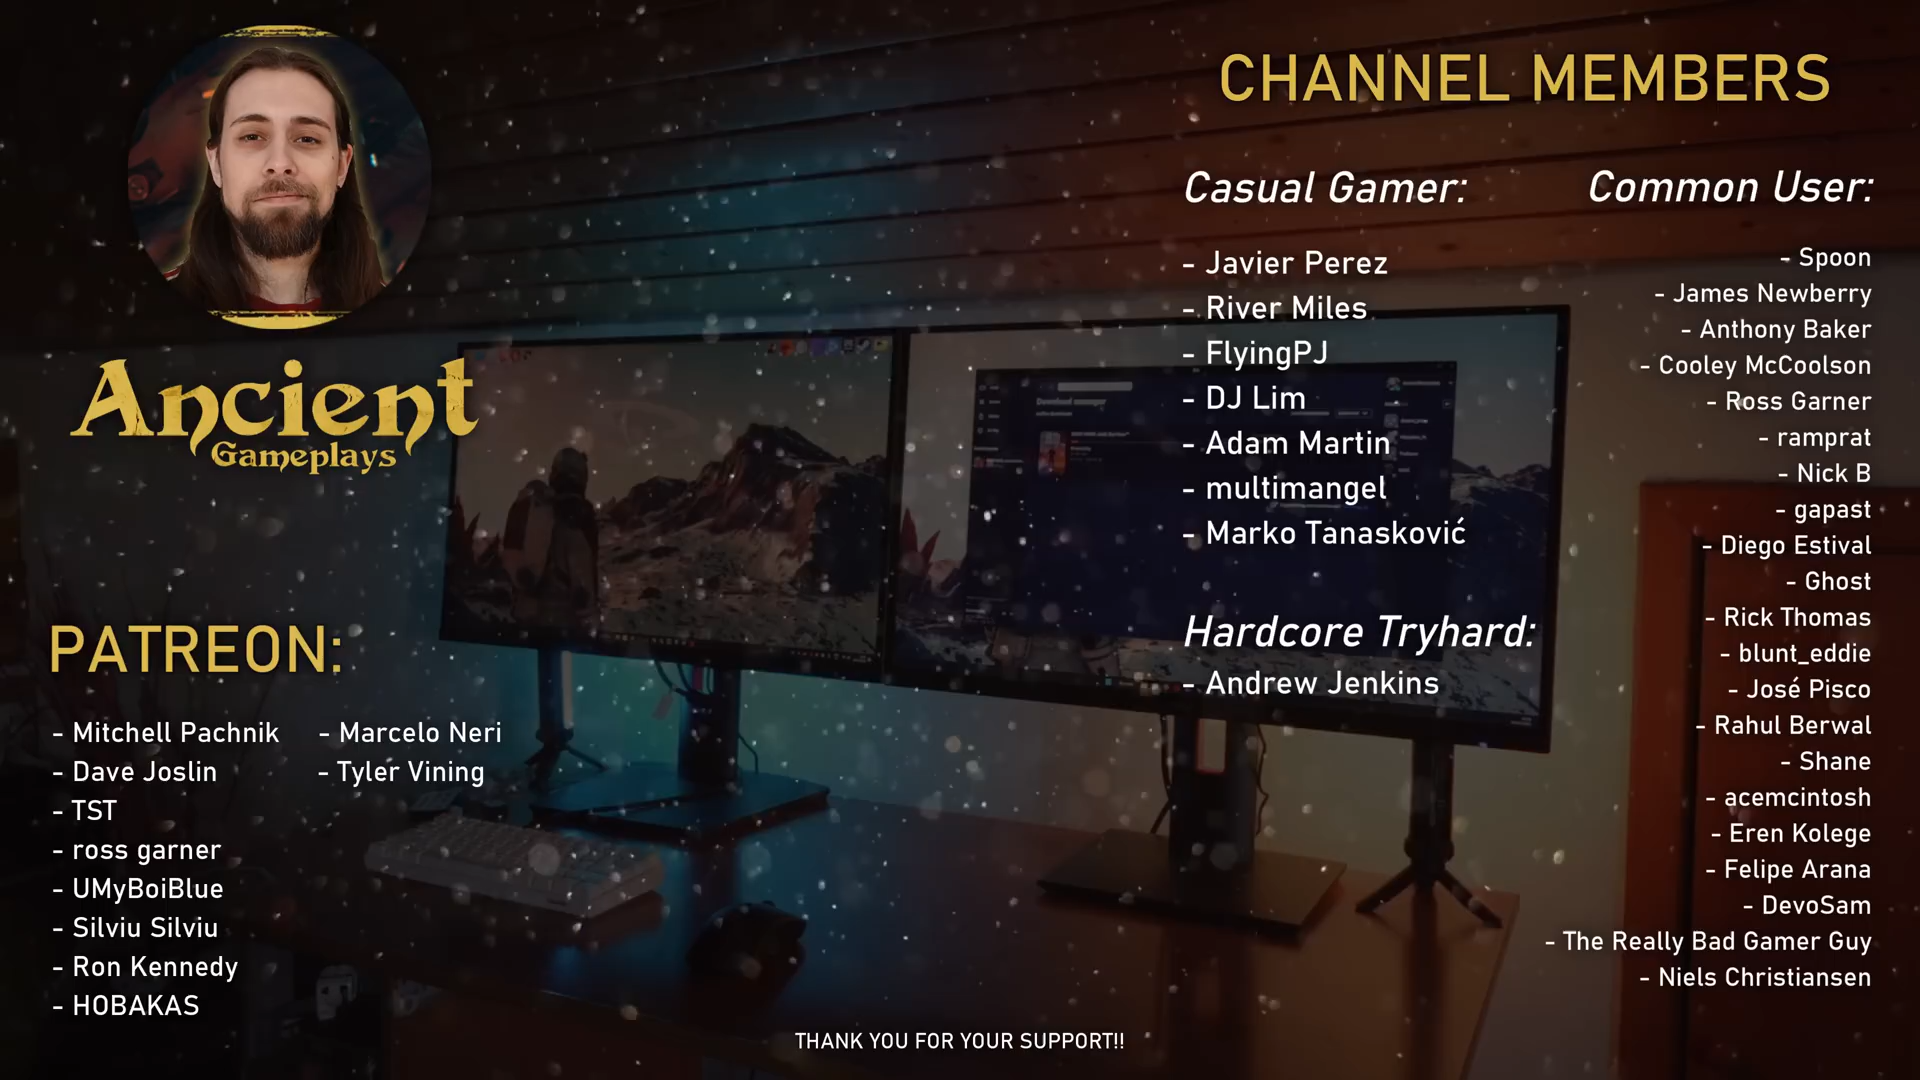 Ancient
Gameplays
PATREON:
- Mitchell Pachnik
- Dave Joslin
- TST
- ross garner
- UMyBoiBlue
- Silviu Silviu
- Ron Kennedy
- HOBAKAS
- Marcelo Neri
- Tyler Vining
CHANNEL MEMBERS
Casual Gamer:
- Javier Perez
- River Miles
- FlyingPJ
- DJ Lim
- Adam Martin
- multimangel
- Marko Tanasković
Hardcore Tryhard:
- Andrew Jenkins
Common User:
- Spoon
- James Newberry
- Anthony Baker
- Cooley McCoolson
- Ross Garner
- ramprat
- Nick B
- gapast
- Diego Estival
- Ghost
- Rick Thomas
- blunt_eddie
- José Pisco
- Rahul Berwal
- Shane
- acemcintosh
- Eren Kolege
- Felipe Arana
- DevoSam
- The Really Bad Gamer Guy
- Niels Christiansen
Download manager
THANK YOU FOR YOUR SUPPORT!!